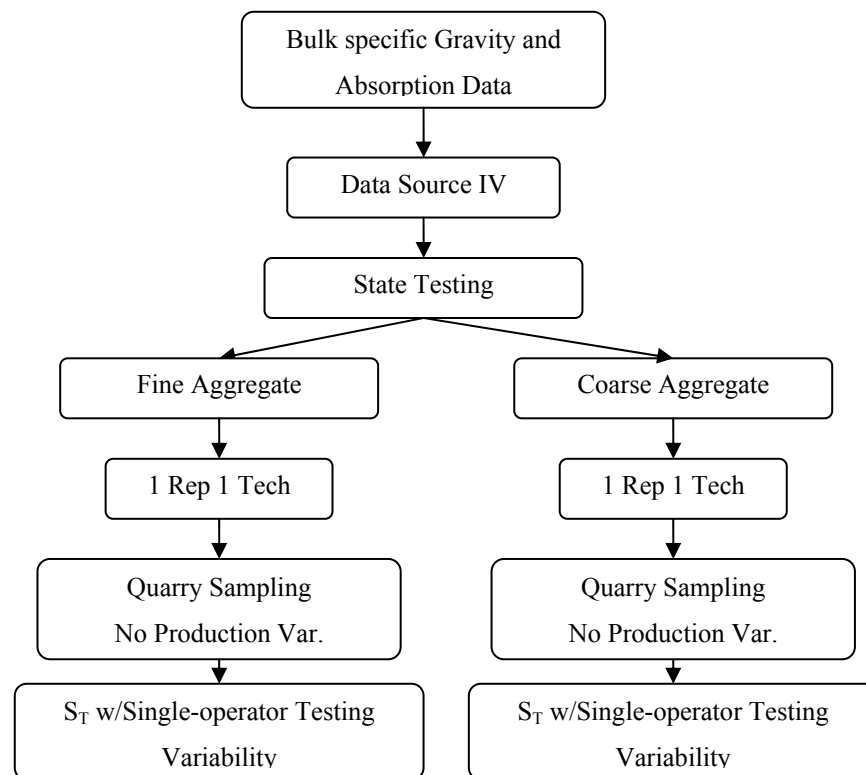 Bulk specific Gravity and
Absorption Data
Data Source IV
State Testing
Fine Aggregate
Coarse Aggregate
1 Rep 1 Tech
1 Rep 1 Tech
Quarry Sampling
No Production Var.
Quarry Sampling
No Production Var.
S_T w/Single-operator Testing
Variability
S_T w/Single-operator Testing
Variability